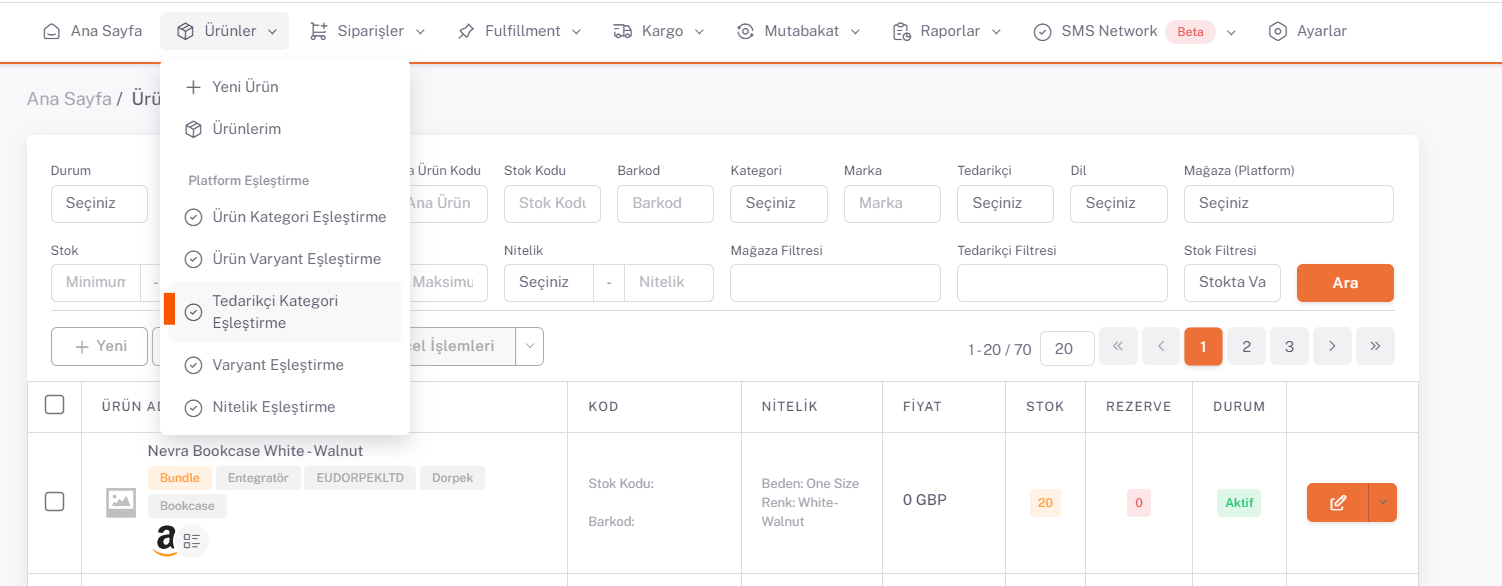 Ana Sayfa Ürünler Siparişler Fulfillment Kargo Mutabakat Raporlar SMS Network Beta Ayarlar
Yeni Ürün
Ürünlerim
Platform Eşleştirme
Ürün Kategori Eşleştirme
Ürün Varyant Eşleştirme
Tedarikçi Kategori
Eşleştirme
Varyant Eşleştirme
Nitelik Eşleştirme
Ana Sayfa /
Durum Ürün Kodu Stok Kodu Barkod Kategori Marka Tedarikçi Dil Mağaza (Platform)
Seçiniz Ana Ürün Stok Kodu Barkod Seçiniz Marka Seçiniz Seçiniz Seçiniz
Stok Nitelik Mağaza Filtresi Tedarikçi Filtresi Stok Filtresi
Minimum - Maksimu Seçiniz - Nitelik Stokta Va Ara
+ Yeni İşlemleri 1-20 / 70 20 « < 1 2 3 > »
KOD NİTELİK FİYAT STOK REZERVE DURUM
Nevra Bookcase White-Walnut
Bundle Entegratör EUDORPEKLTD Dorpek
Bookcase
Stok Kodu:
Barkod:
Beden: One Size
Renk: White-
Walnut
0 GBP 20 0 Aktif